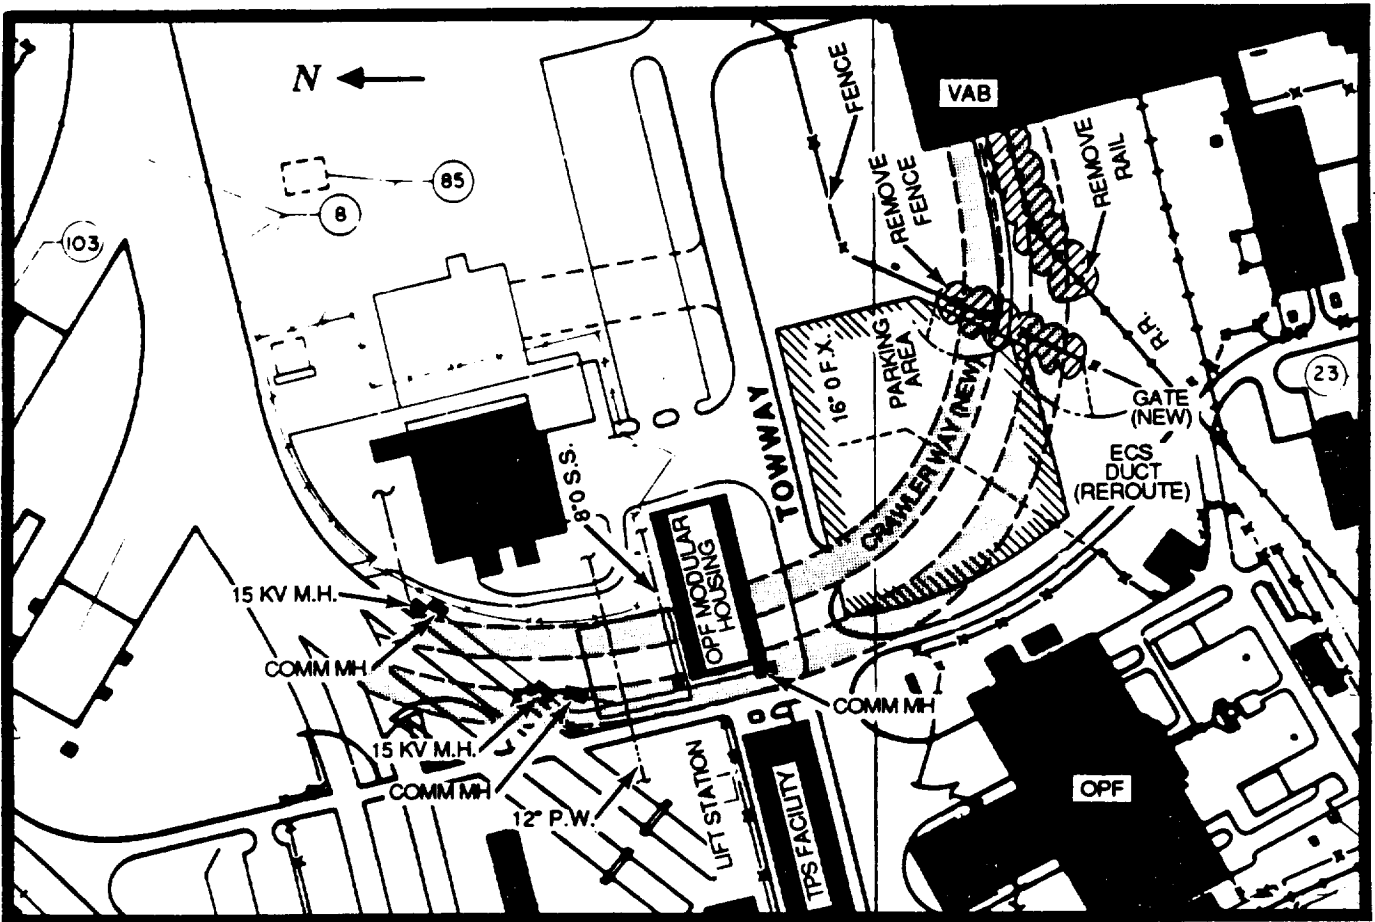 N
VAB
FENCE
REMOVE
FENCE
REMOVE
RAIL
85
8
103
R.R.
23
16" O F.X.
PARKING
AREA
GATE
(NEW)
TOWWAY
CRAWLER WAY (NEW)
ECS
DUCT
(REROUTE)
8"O S.S.
OPF MODULAR
HOUSING
15 KV M.H.
COMM MH
COMM MH
15 KV M.H.
COMM MH
12" P.W.
LIFT STATION
TPS FACILITY
OPF